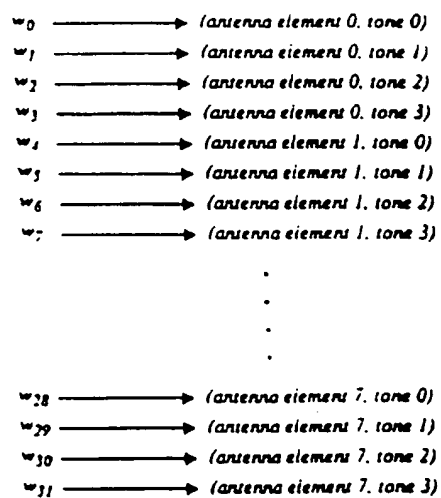 w0 (antenna element 0, tone 0)
w1 (antenna element 0, tone 1)
w2 (antenna element 0, tone 2)
w3 (antenna element 0, tone 3)
w4 (antenna element 1, tone 0)
w5 (antenna element 1, tone 1)
w6 (antenna element 1, tone 2)
w7 (antenna element 1, tone 3)
w28 (antenna element 7, tone 0)
w29 (antenna element 7, tone 1)
w30 (antenna element 7, tone 2)
w31 (antenna element 7, tone 3)